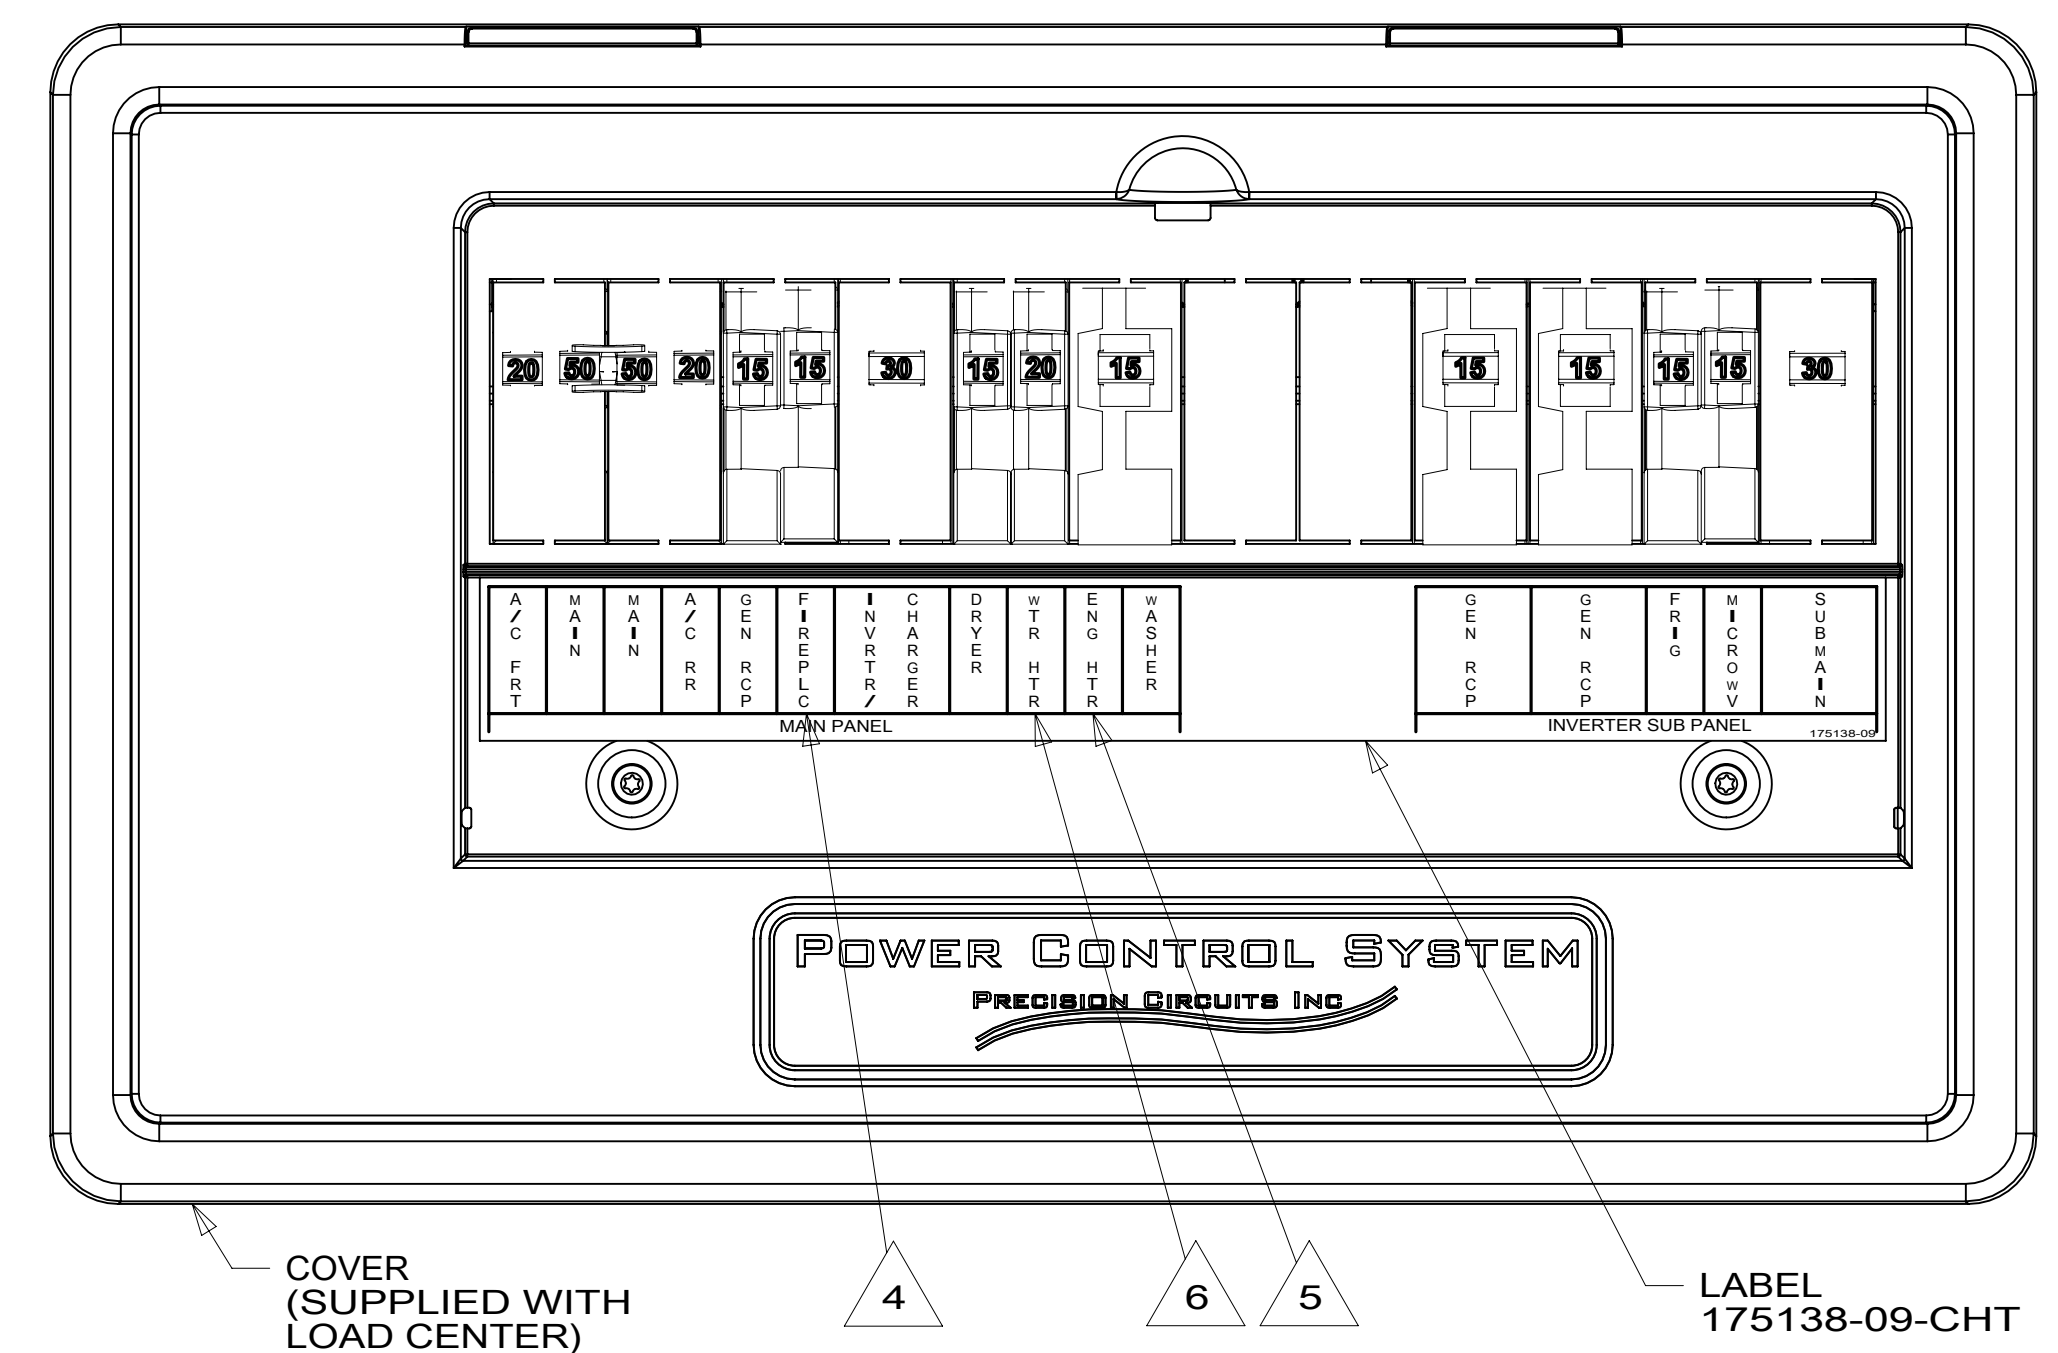 20 50 50 20 15 15 30 15 20 15 15 15 15 15 30
A/C FRT
MAIN
MAIN
A/C RR
GEN RCP
FIREPLC
INVRTR/
CHARGER
DRYER
WTR HTR
ENG HTR
WASHER
GEN RCP
GEN RCP
FRIG
MICROWV
SUBMAIN
MAIN PANEL
INVERTER SUB PANEL
175138-09
POWER CONTROL SYSTEM
PRECISION CIRCUITS INC
COVER
(SUPPLIED WITH
LOAD CENTER)
4
6
5
LABEL
175138-09-CHT